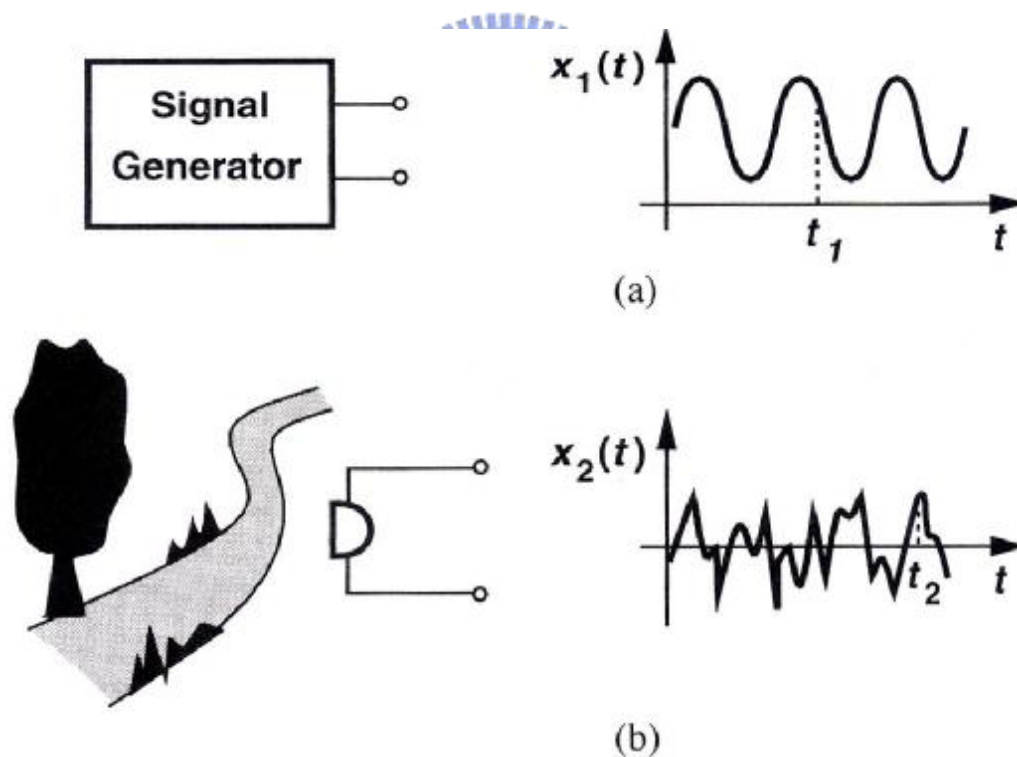 Signal
Generator
x1(t)
t1
t
(a)
x2(t)
t2
t
(b)